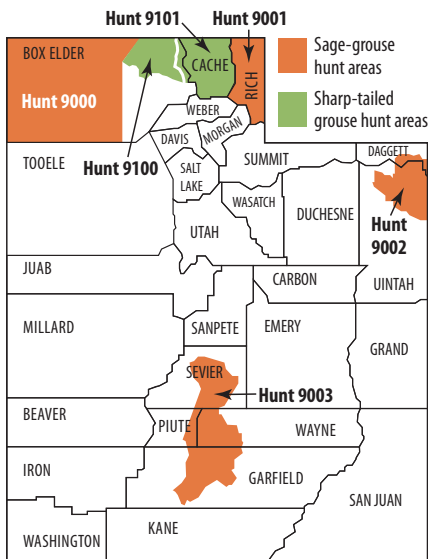 Hunt 9101
Hunt 9001
BOX ELDER
CACHE
RICH
Sage-grouse
hunt areas
Hunt 9000
Sharp-tailed
grouse hunt areas
WEBER
MORGAN
DAVIS
Hunt 9100
TOOELE
SALT
LAKE
SUMMIT
DAGGETT
WASATCH
DUCHESNE
Hunt
9002
UTAH
JUAB
CARBON
UINTAH
MILLARD
SANPETE
EMERY
GRAND
SEVIER
Hunt 9003
BEAVER
PIUTE
WAYNE
IRON
GARFIELD
SAN JUAN
KANE
WASHINGTON